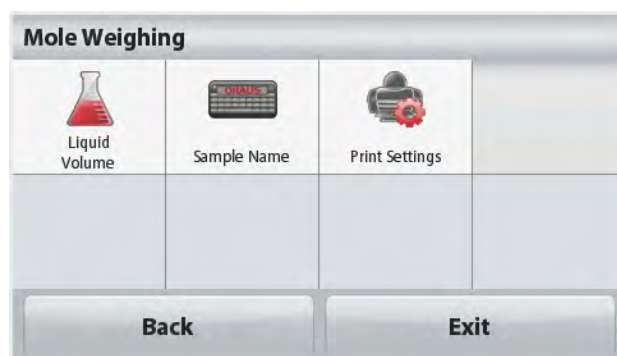 Mole Weighing
OHAUS
Liquid
Volume
Sample Name
Print Settings
Back
Exit